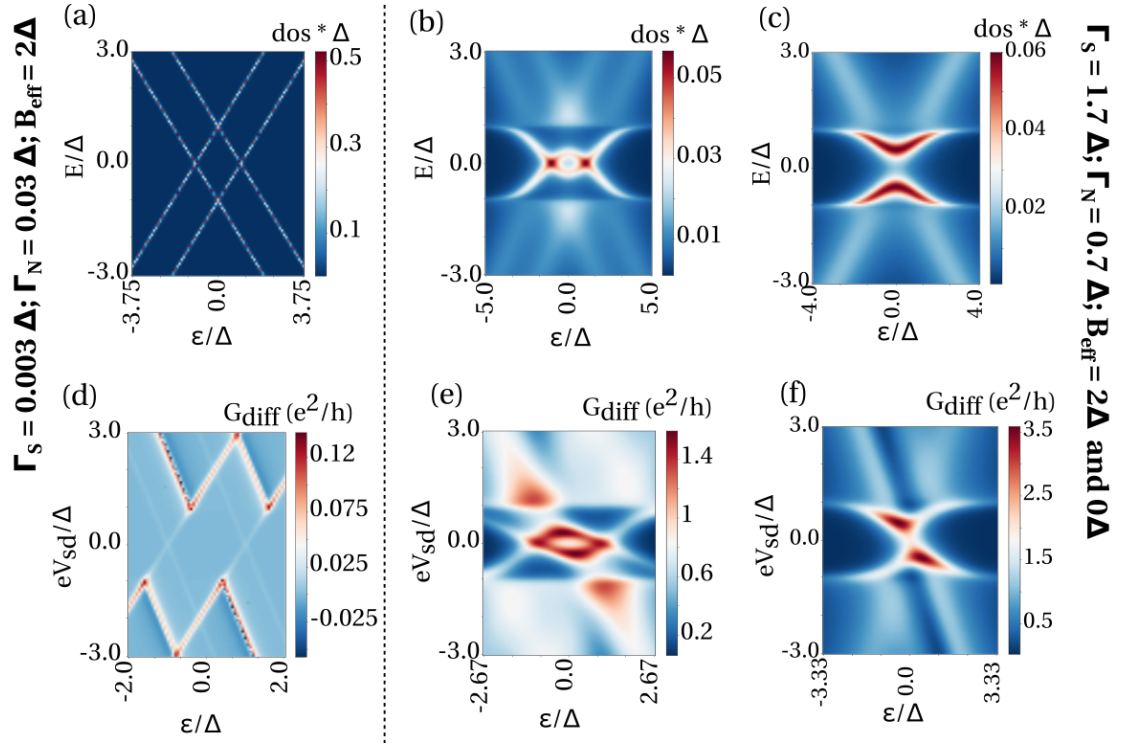 Γ_S = 0.003 Δ; Γ_N = 0.03 Δ; B_eff = 2Δ
(a)
dos * Δ
3.0
0.0
-3.0
E/Δ
-3.75
0.0
3.75
ε/Δ
0.5
0.3
0.1
(b)
dos * Δ
3.0
0.0
-3.0
E/Δ
-5.0
0.0
5.0
ε/Δ
0.05
0.03
0.01
(c)
dos * Δ
3.0
0.0
-3.0
E/Δ
-4.0
0.0
4.0
ε/Δ
0.06
0.04
0.02
Γ_S = 1.7 Δ; Γ_N = 0.7 Δ; B_eff = 2Δ and 0Δ
(d)
G_diff (e²/h)
3.0
0.0
-3.0
eV_sd/Δ
-2.0
0.0
2.0
ε/Δ
0.12
0.075
0.025
-0.025
(e)
G_diff (e²/h)
3.0
0.0
-3.0
eV_sd/Δ
-2.67
0.0
2.67
ε/Δ
1.4
1
0.6
0.2
(f)
G_diff (e²/h)
3.0
0.0
-3.0
eV_sd/Δ
-3.33
0.0
3.33
ε/Δ
3.5
2.5
1.5
0.5